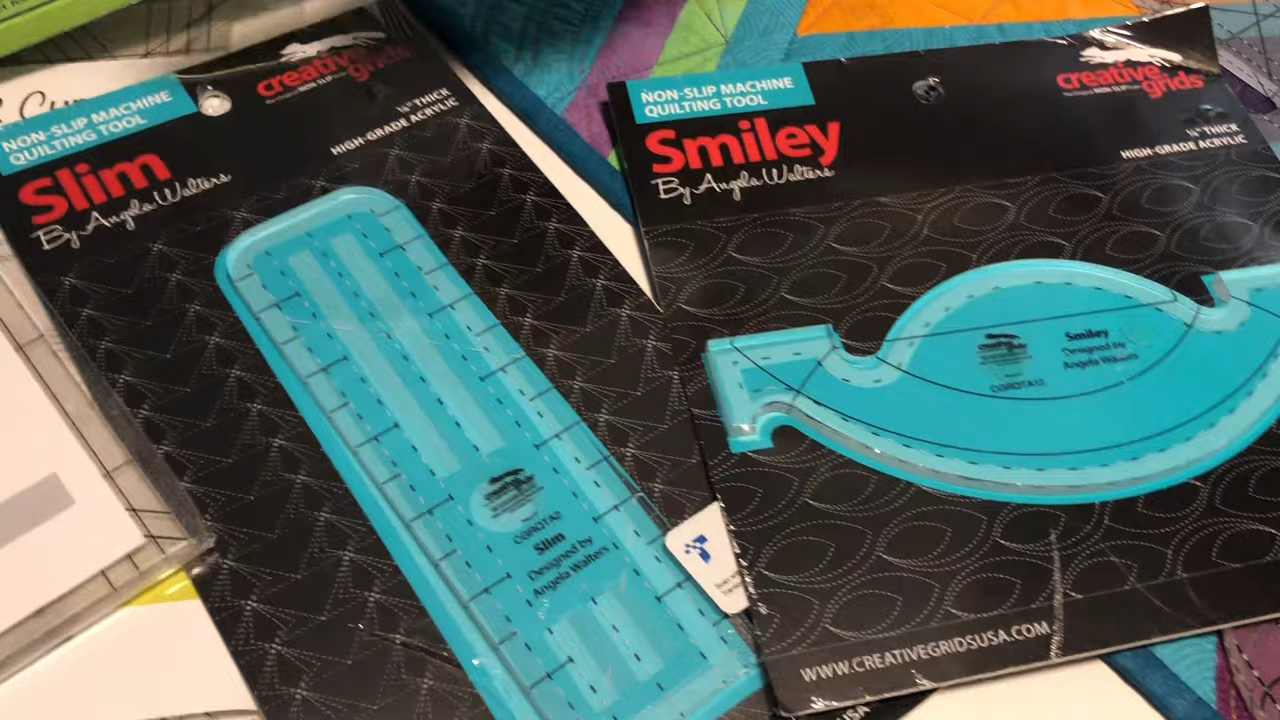 NON-SLIP MACHINE
QUILTING TOOL
Slim
By Angela Walters
creative
grids
¼" THICK
HIGH-GRADE ACRYLIC
CGRQTA2
Slim
Designed by
Angela Walters
NON-SLIP MACHINE
QUILTING TOOL
Smiley
By Angela Walters
creative
grids
¼" THICK
HIGH-GRADE ACRYLIC
Smiley
Designed by
Angela Walters
WWW.CREATIVEGRIDSUSA.COM